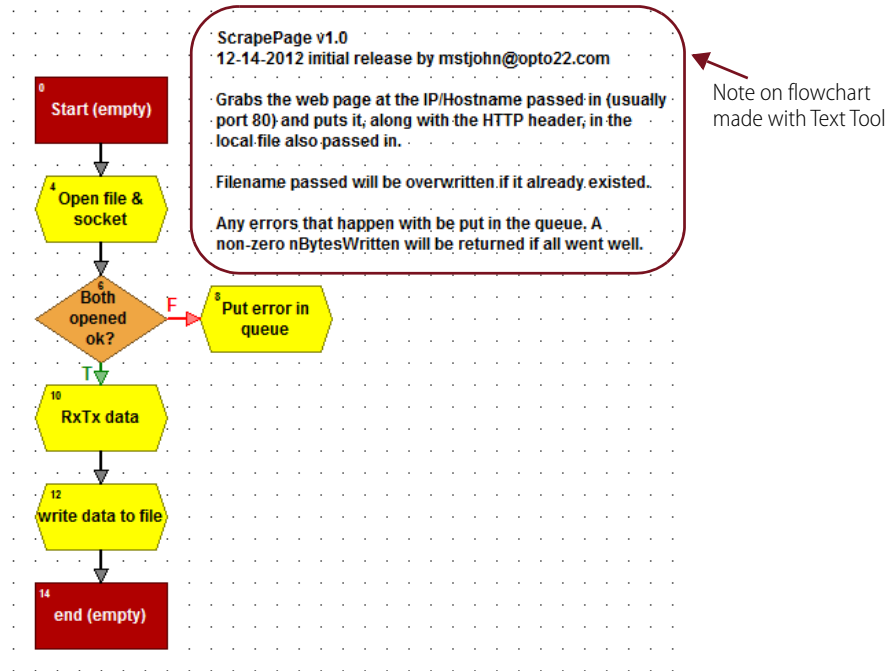 ScrapePage v1.0
12-14-2012 initial release by mstjohn@opto22.com
Grabs the web page at the IP/Hostname passed in (usually
port 80) and puts it, along with the HTTP header, in the
local file also passed in.
Filename passed will be overwritten if it already existed.
Any errors that happen with be put in the queue. A
non-zero nBytesWritten will be returned if all went well.
Note on flowchart
made with Text Tool
0
Start (empty)
4
Open file &
socket
6
Both
opened
ok?
F
8
Put error in
queue
T
10
RxTx data
12
write data to file
14
end (empty)